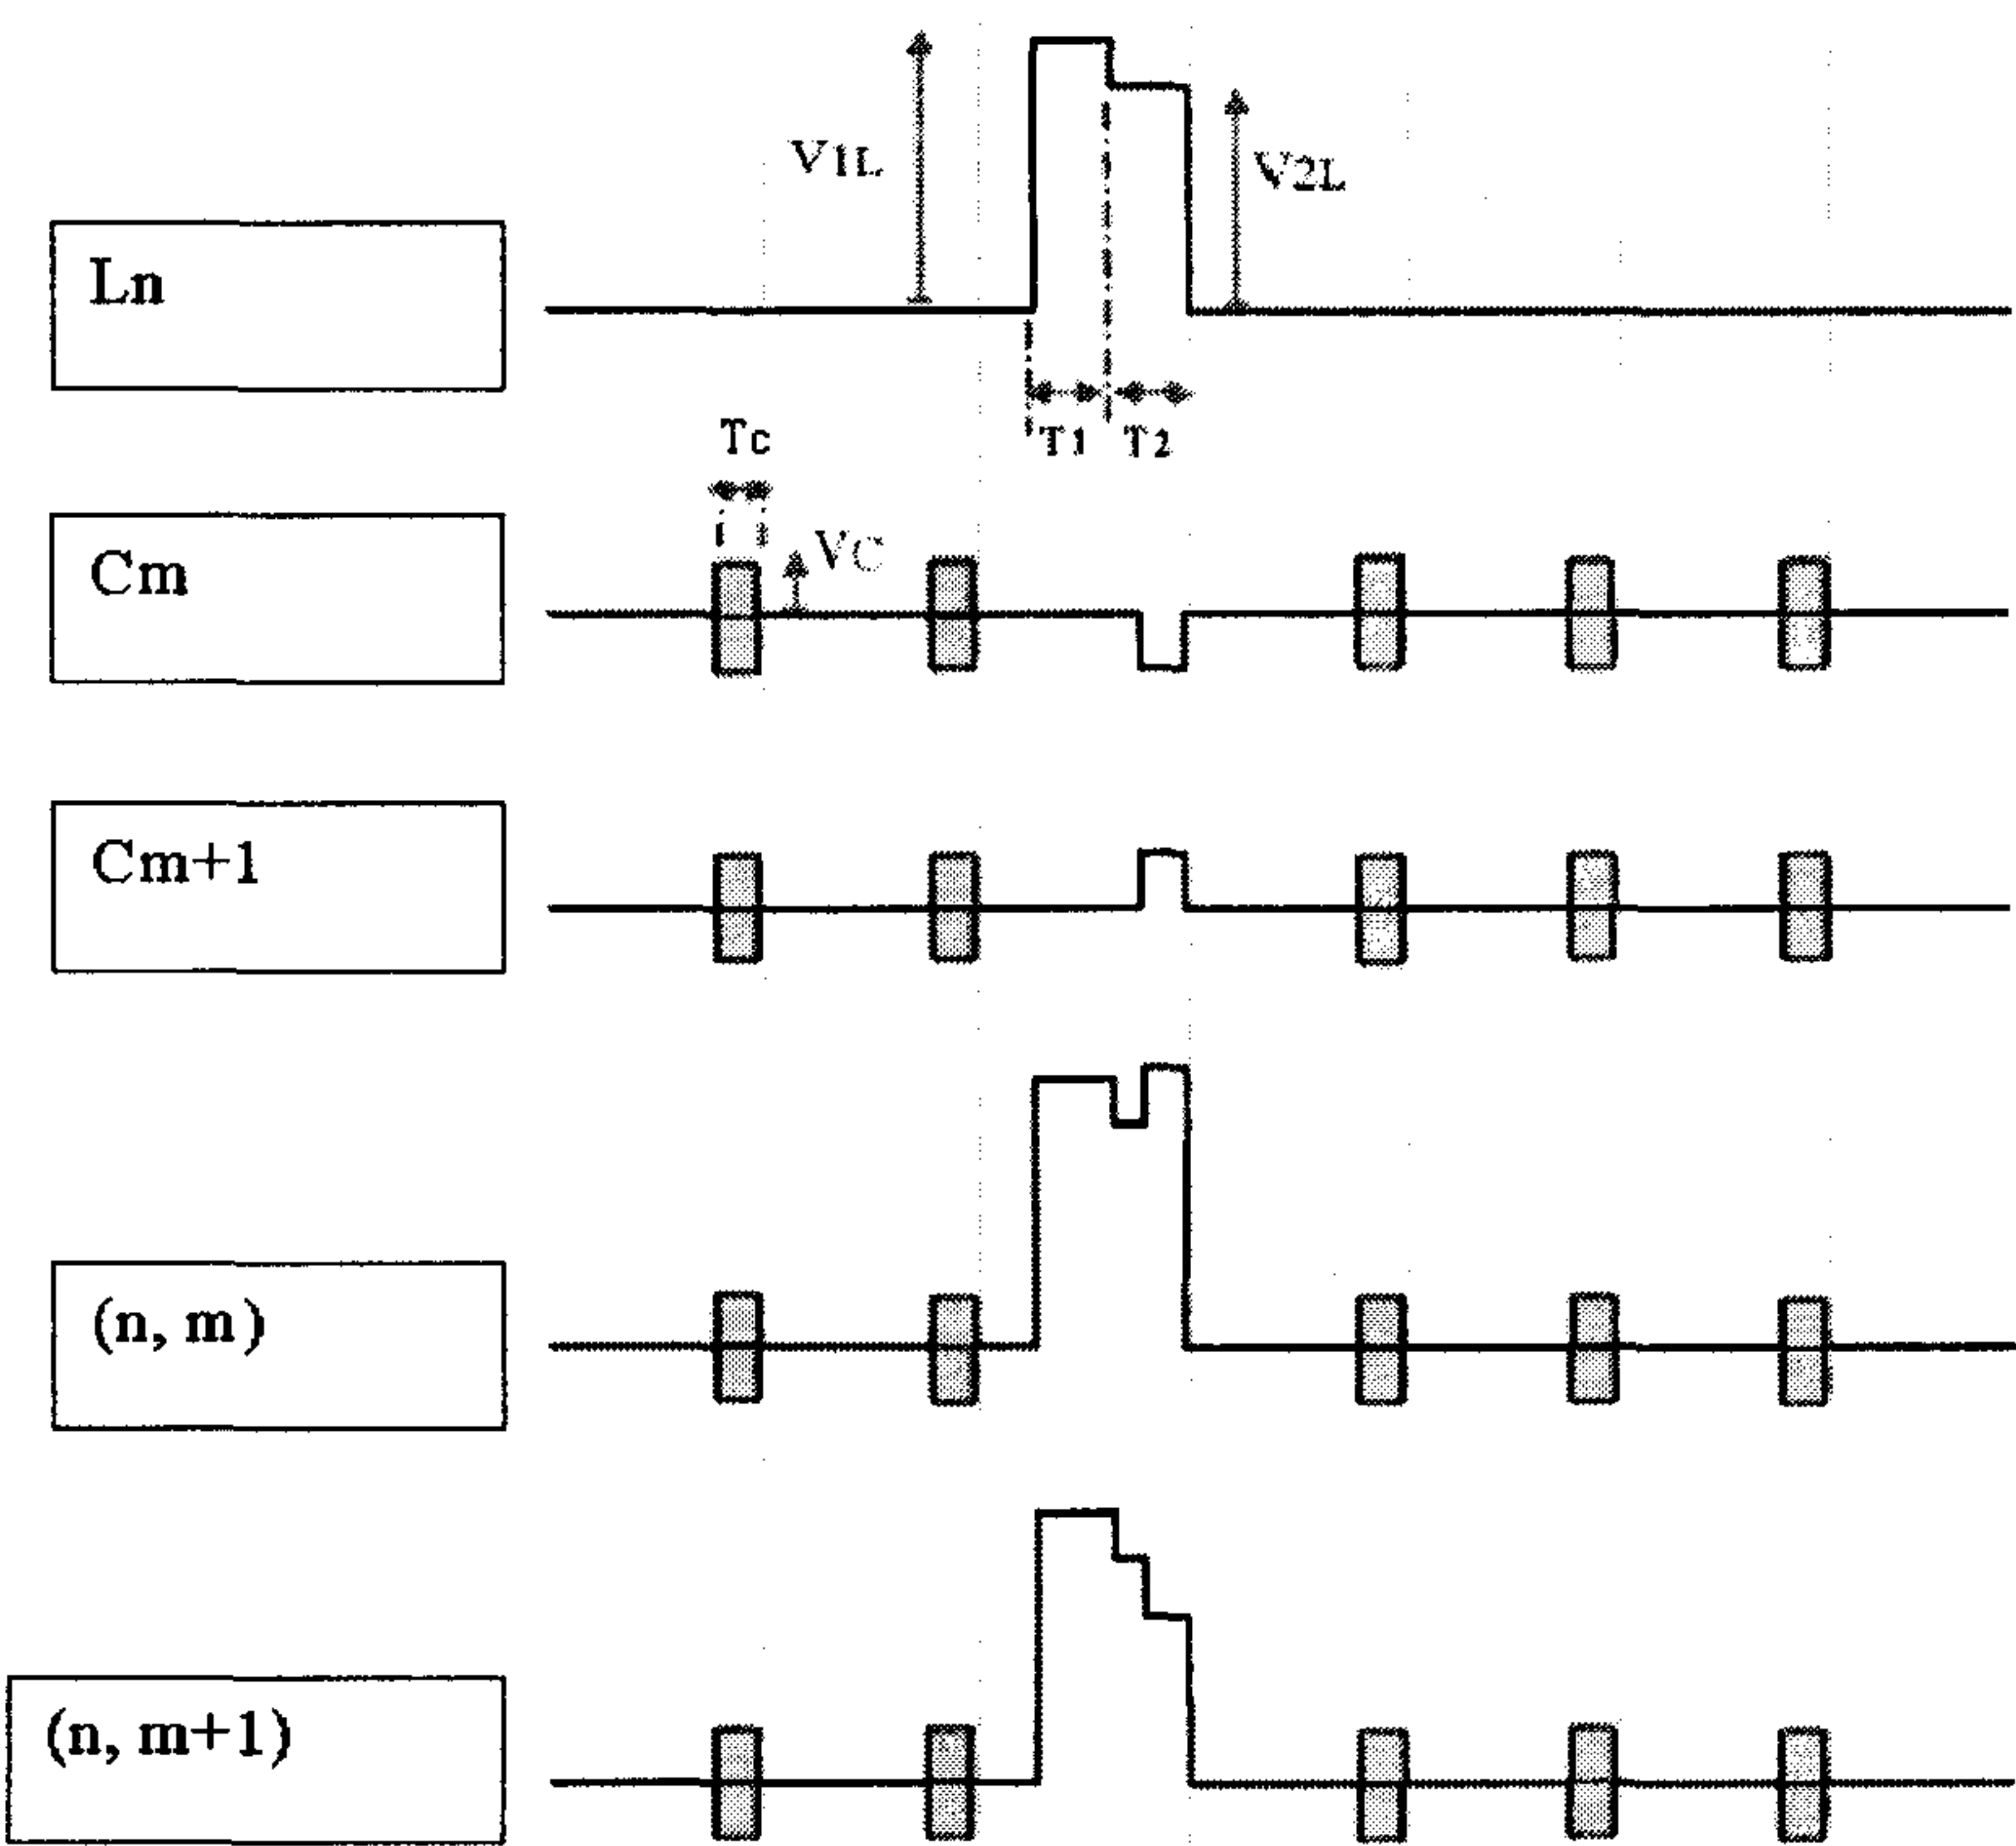 V1L
V2L
Ln
T1
T2
Tc
Cm
VC
Cm+1
(n, m)
(n, m+1)